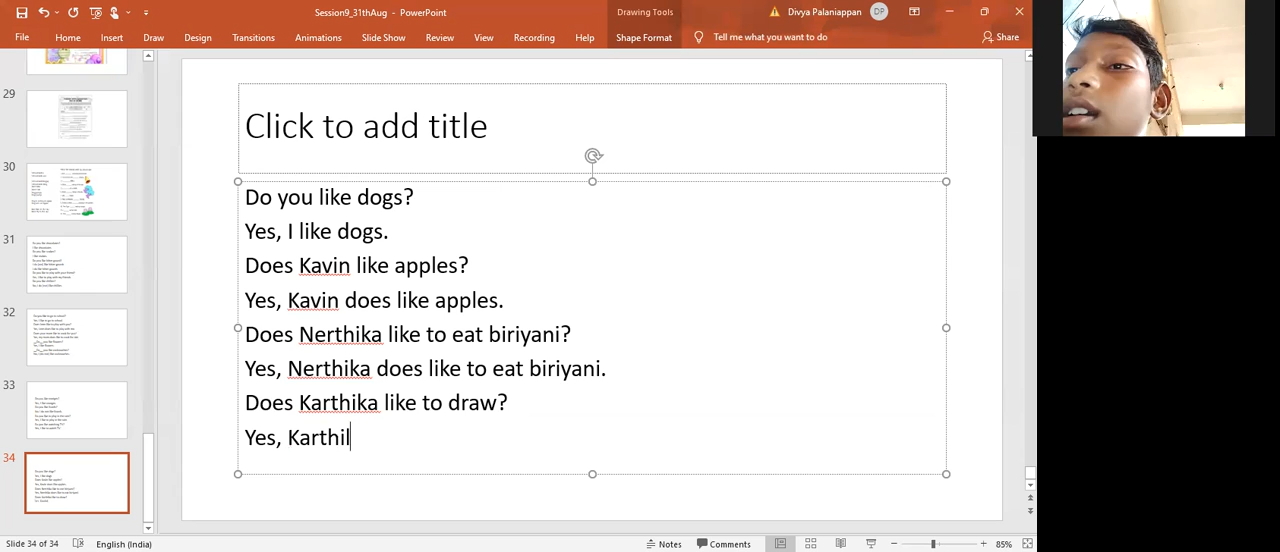 Session9_31thAug - PowerPoint
Drawing Tools
Divya Palaniappan
DP
File Home Insert Draw Design Transitions Animations Slide Show Review View Recording Help Shape Format Tell me what you want to do Share
29
30
31
32
33
34
Click to add title
Do you like dogs?
Yes, I like dogs.
Does Kavin like apples?
Yes, Kavin does like apples.
Does Nerthika like to eat biriyani?
Yes, Nerthika does like to eat biriyani.
Does Karthika like to draw?
Yes, Karthil
Slide 34 of 34 English (India) Notes Comments 85%